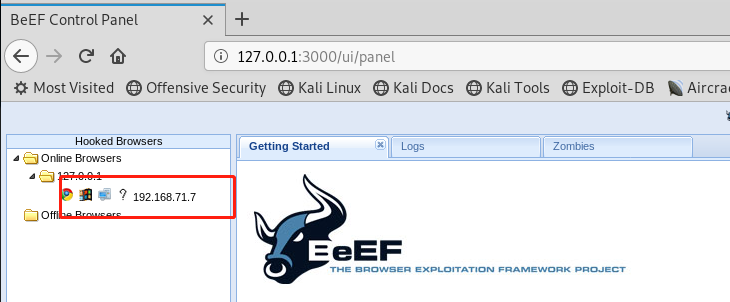 BeEF Control Panel
127.0.0.1:3000/ui/panel
Most Visited Offensive Security Kali Linux Kali Docs Kali Tools Exploit-DB Aircrac
Hooked Browsers
Getting Started Logs Zombies
Online Browsers
127.0.0.1
? 192.168.71.7
Offline Browsers
BeEF
THE BROWSER EXPLOITATION FRAMEWORK PROJECT